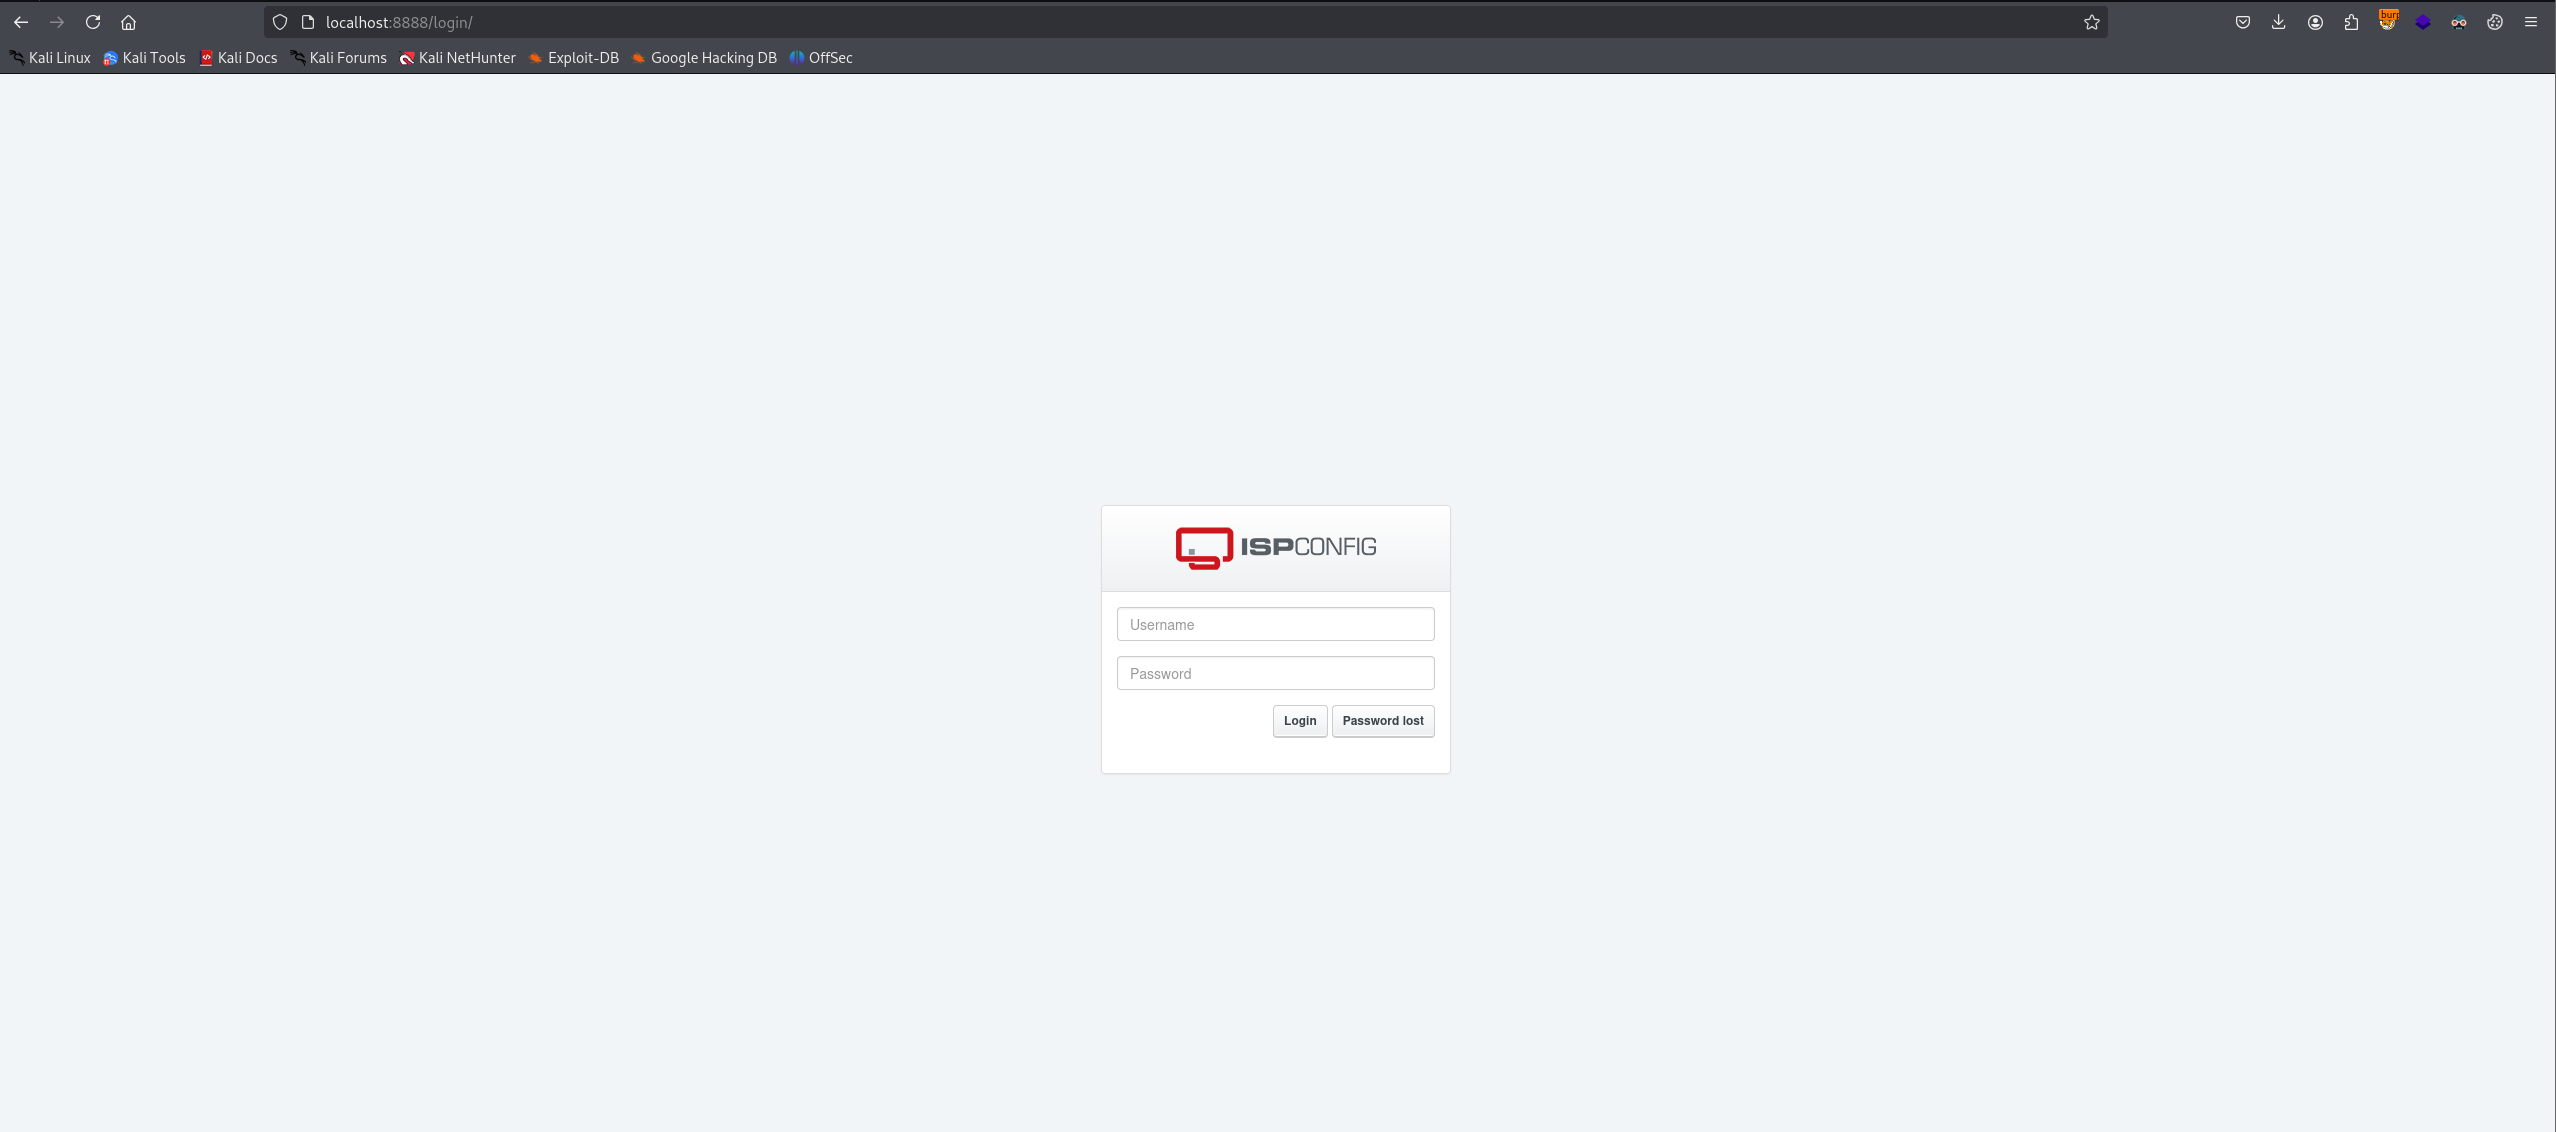 localhost:8888/login/
burp
Kali Linux Kali Tools Kali Docs Kali Forums Kali NetHunter Exploit-DB Google Hacking DB OffSec
ISPCONFIG
Username
Password
Login Password lost